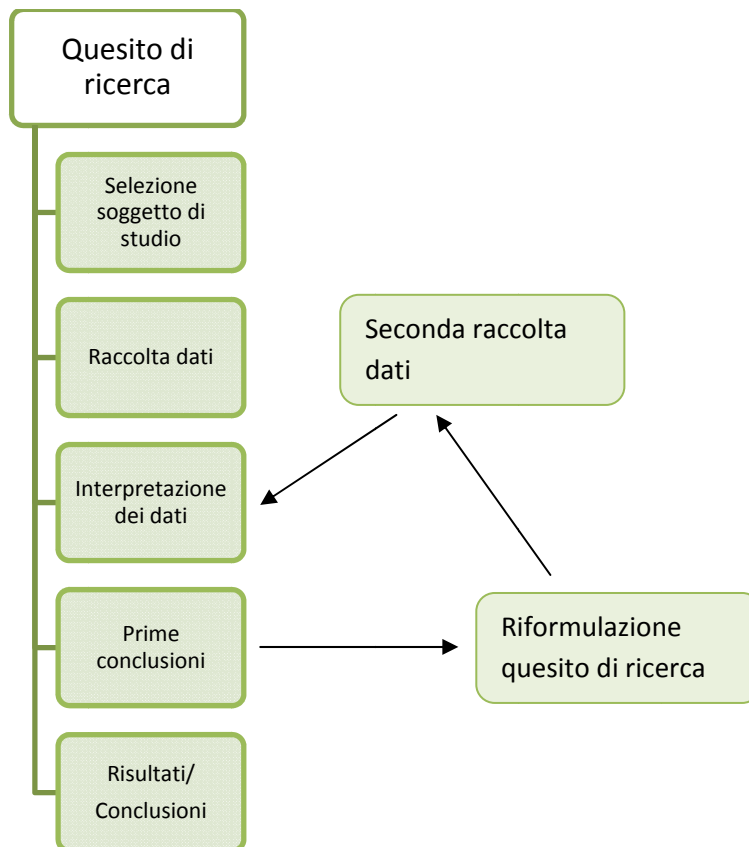 Quesito di
ricerca
Selezione
soggetto di
studio
Raccolta dati
Seconda raccolta
dati
Interpretazione
dei dati
Prime
conclusioni
Riformulazione
quesito di ricerca
Risultati/
Conclusioni